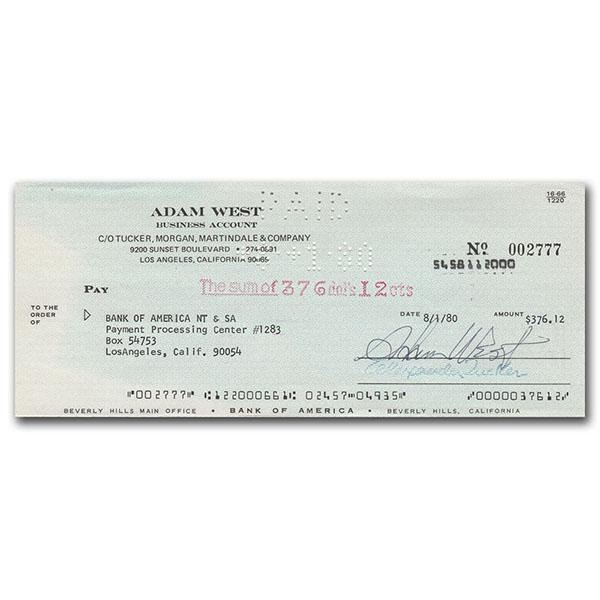 PAID
16-66
1220
ADAM WEST
BUSINESS ACCOUNT
C/O TUCKER, MORGAN, MARTINDALE & COMPANY
9200 SUNSET BOULEVARD • 274-0891
LOS ANGELES, CALIFORNIA 90069
No. 002777
5458112000
PAY
The sum of 376 dol's 12 cts
TO THE
ORDER
OF
BANK OF AMERICA NT & SA
Payment Processing Center #1283
Box 54753
LosAngeles, Calif. 90054
DATE 8/1/80 AMOUNT $376.12
Adam West
⑈002777⑈ ⑆122000661⑆ 02457⑉04935⑈ ⑈0000037612⑈
BEVERLY HILLS MAIN OFFICE • BANK OF AMERICA • BEVERLY HILLS, CALIFORNIA